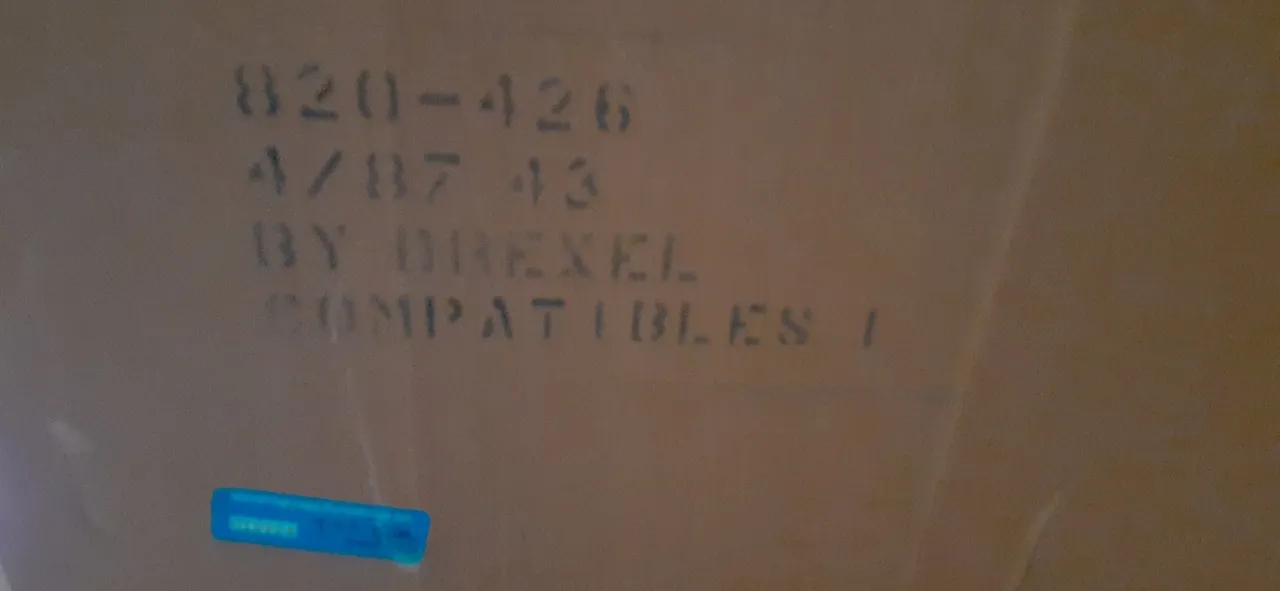 820-426
4/87 43
BY DREXEL
COMPATIBLES I